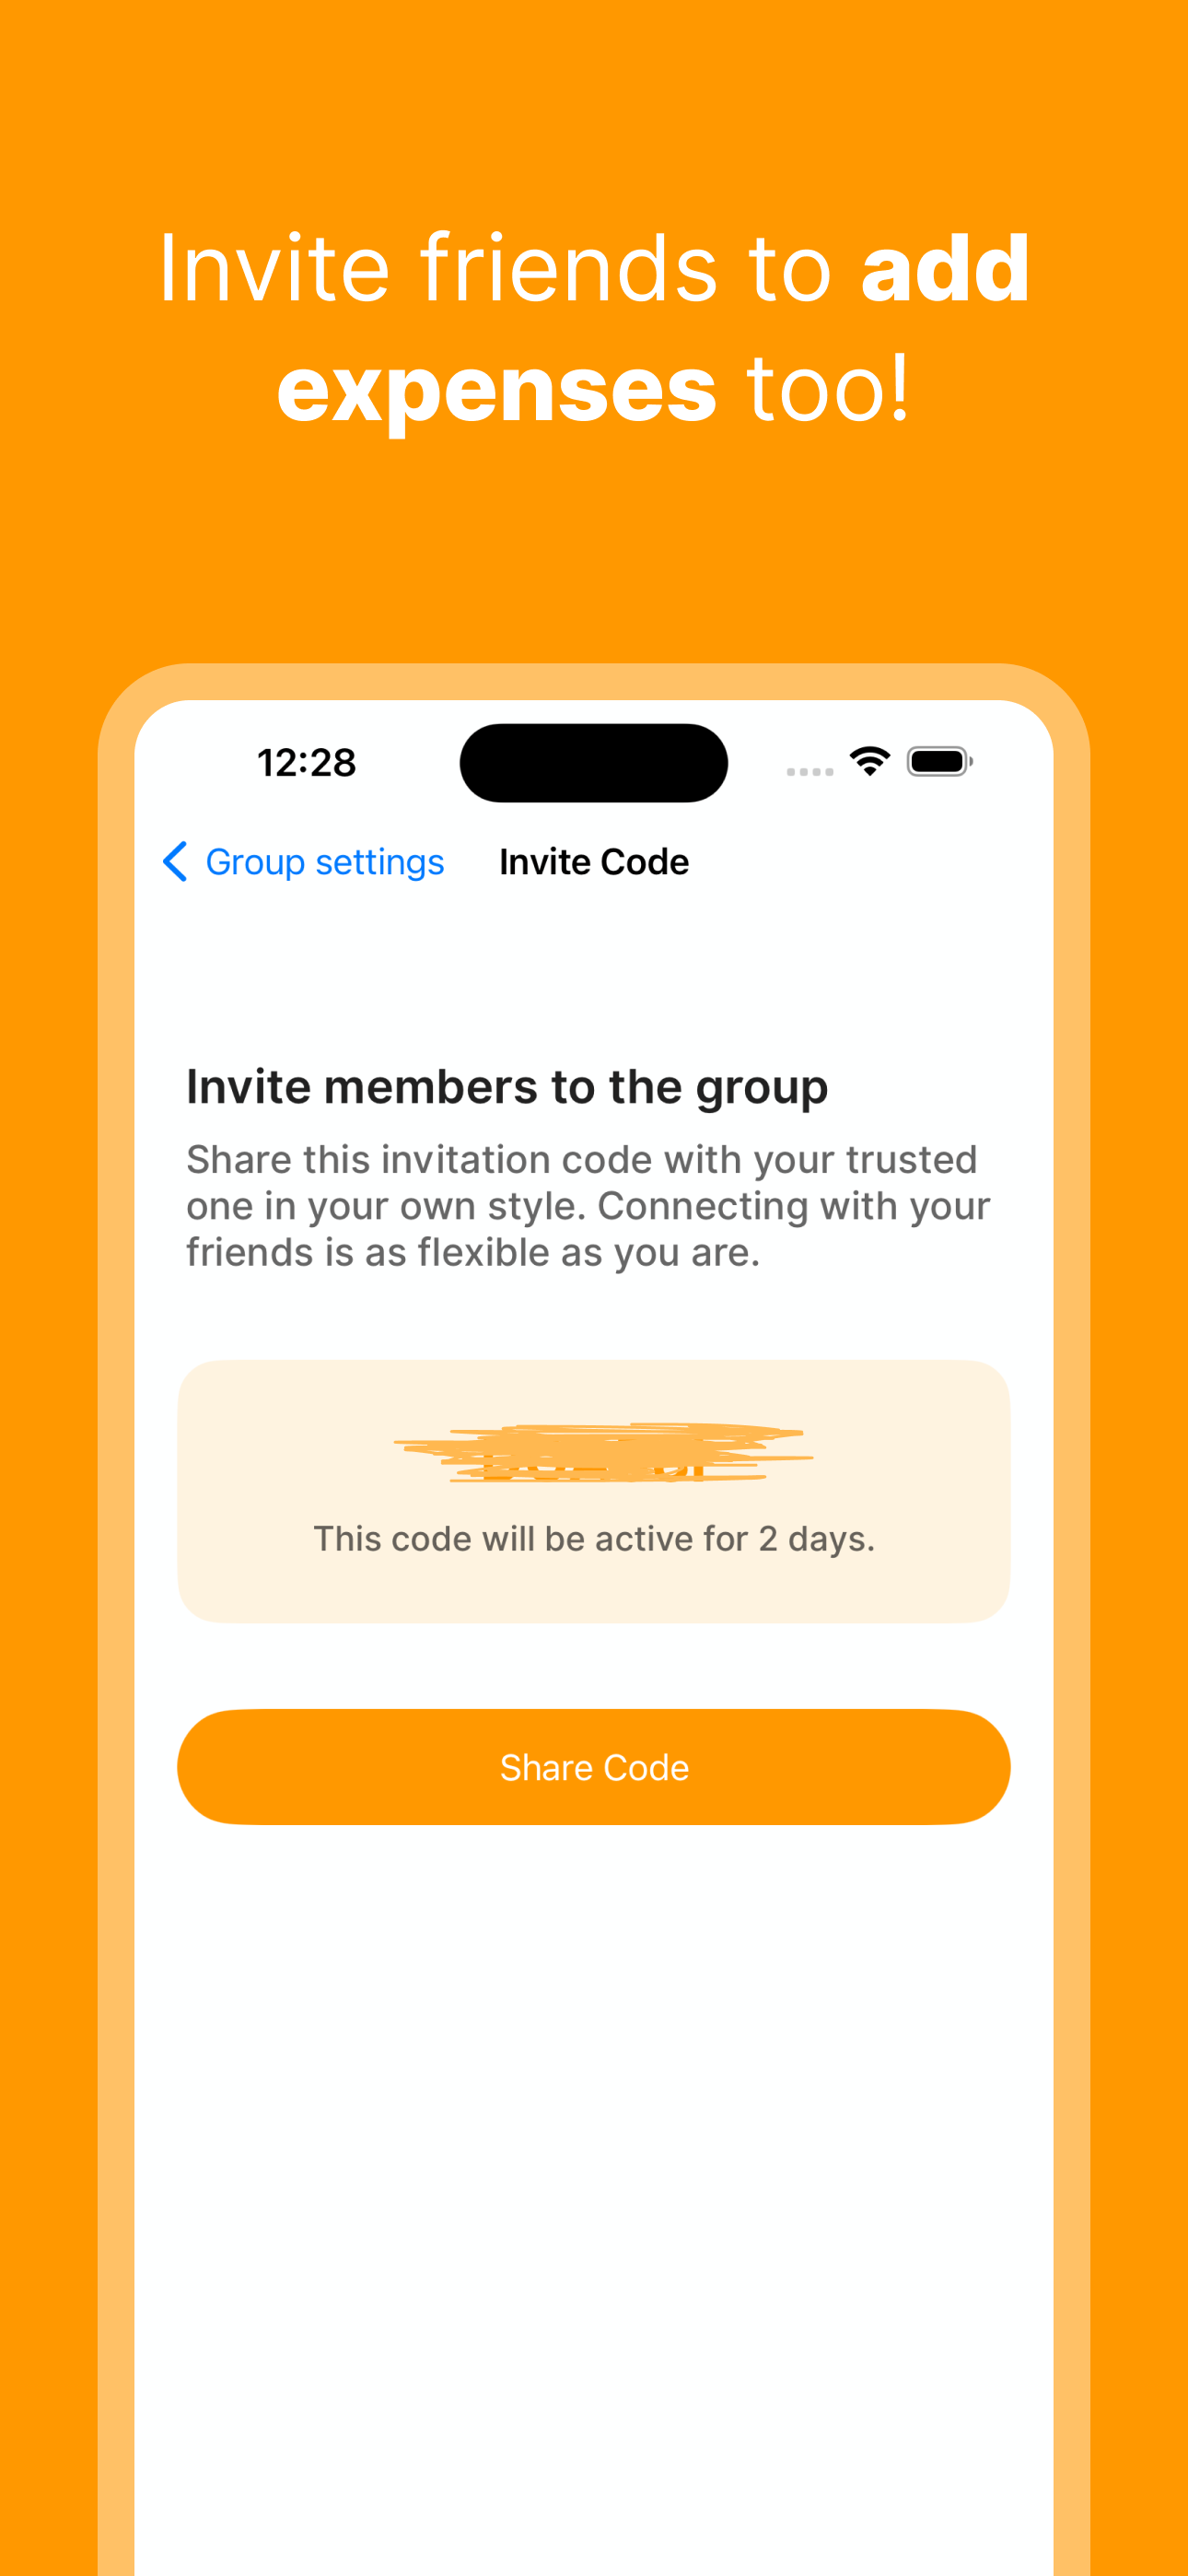 Invite friends to add
expenses too!
12:28
Group settings
Invite Code
Invite members to the group
Share this invitation code with your trusted
one in your own style. Connecting with your
friends is as flexible as you are.
This code will be active for 2 days.
Share Code